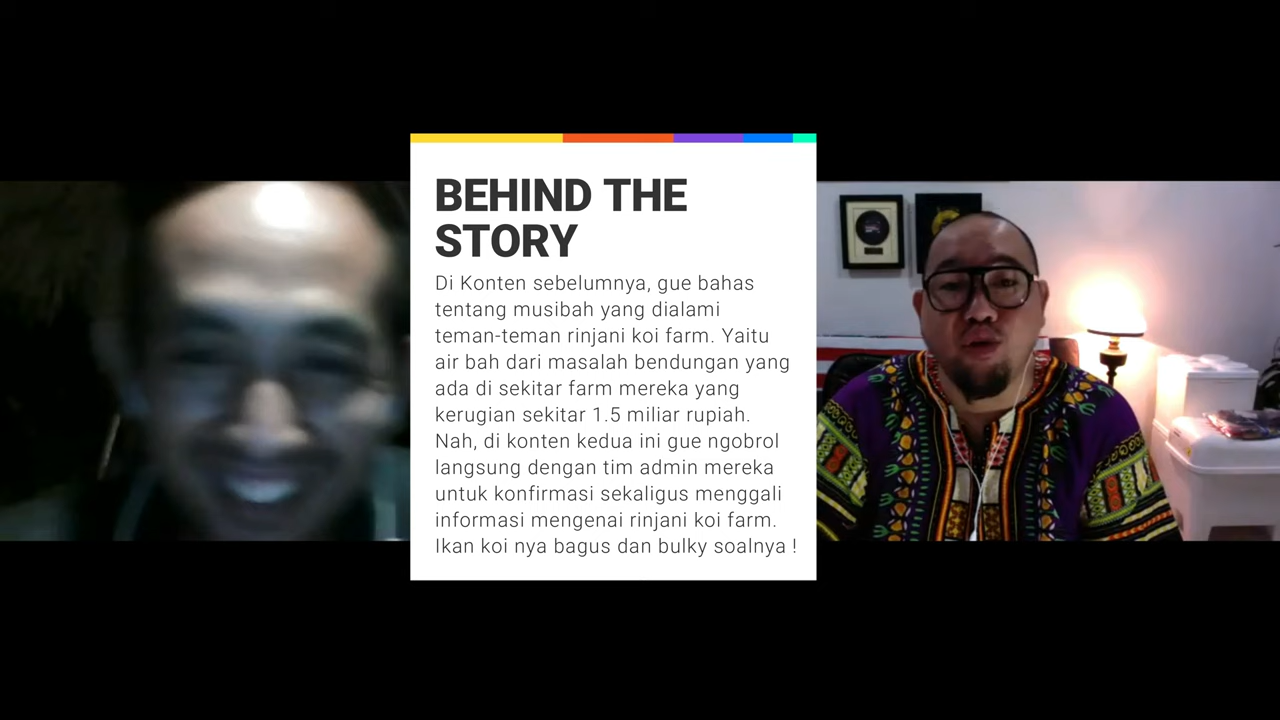 BEHIND THE
STORY
Di Konten sebelumnya, gue bahas
tentang musibah yang dialami
teman-teman rinjani koi farm. Yaitu
air bah dari masalah bendungan yang
ada di sekitar farm mereka yang
kerugian sekitar 1.5 miliar rupiah.
Nah, di konten kedua ini gue ngobrol
langsung dengan tim admin mereka
untuk konfirmasi sekaligus menggali
informasi mengenai rinjani koi farm.
Ikan koi nya bagus dan bulky soalnya !